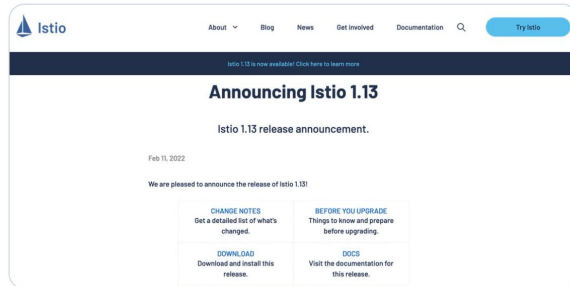 Istio
About
Blog
News
Get involved
Documentation
Try Istio
Istio 1.13 is now available! Click here to learn more
Announcing Istio 1.13
Istio 1.13 release announcement.
Feb 11, 2022
We are pleased to announce the release of Istio 1.13!
CHANGE NOTES
Get a detailed list of what's
changed.
BEFORE YOU UPGRADE
Things to know and prepare
before upgrading.
DOWNLOAD
Download and install this
release.
DOCS
Visit the documentation for
this release.